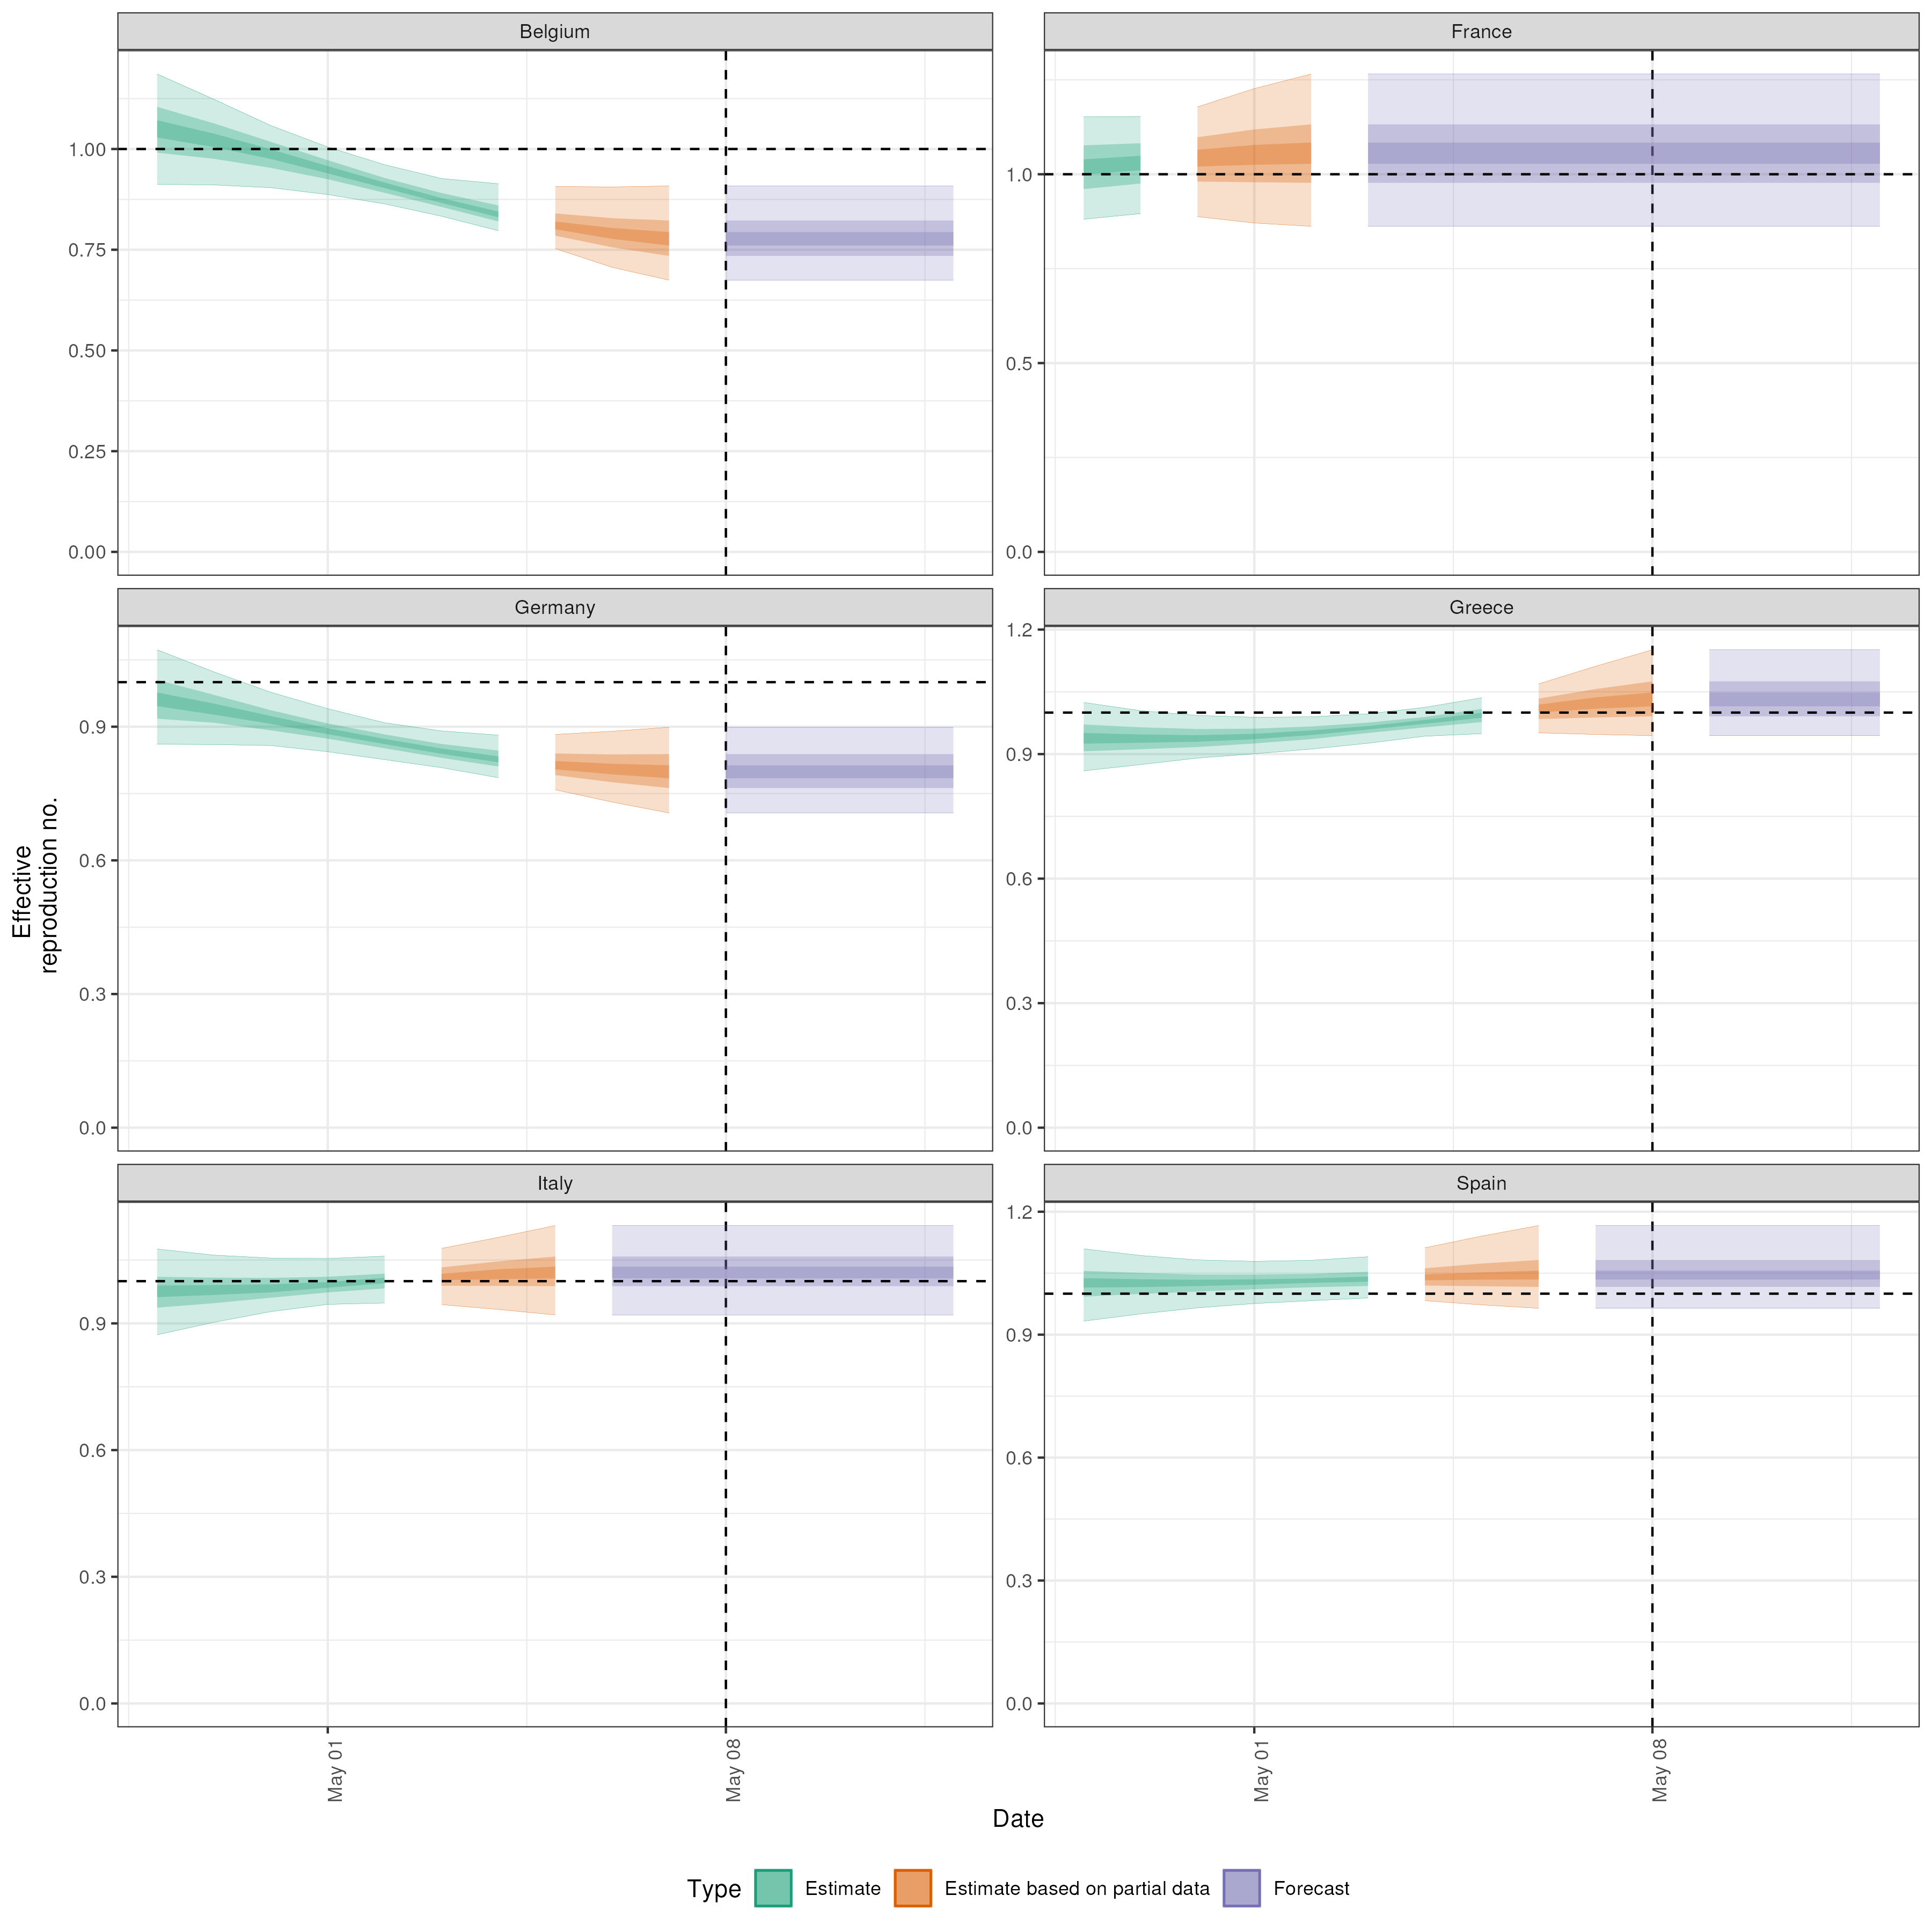 Belgium
France
1.00
0.75
0.50
0.25
0.00
1.0
0.5
0.0
Germany
Greece
0.9
0.6
0.3
0.0
1.2
0.9
0.6
0.3
0.0
Effective
reproduction no.
Italy
Spain
0.9
0.6
0.3
0.0
1.2
0.9
0.6
0.3
0.0
May 01
May 08
May 01
May 08
Date
Type
Estimate
Estimate based on partial data
Forecast